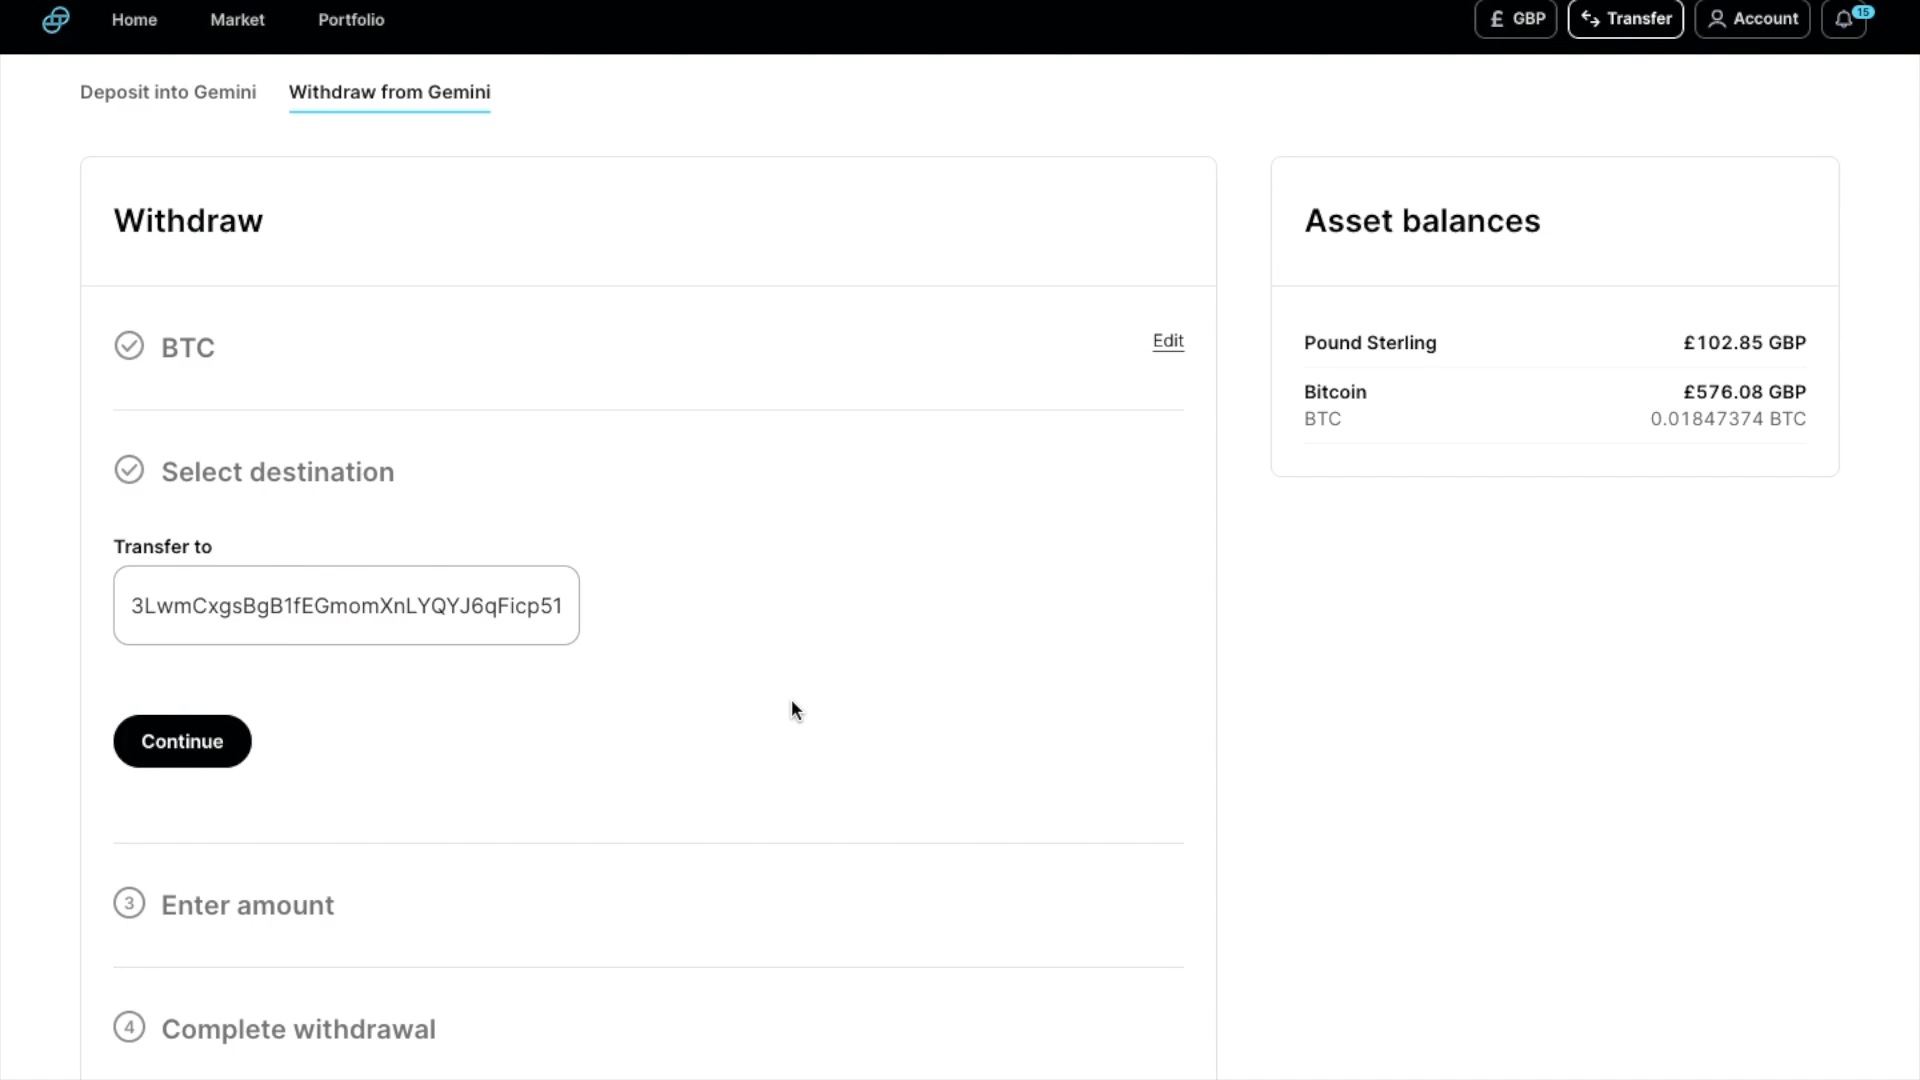 Home Market Portfolio £ GBP Transfer Account 15
Deposit into Gemini Withdraw from Gemini
Withdraw
BTC Edit
Select destination
Transfer to
3LwmCxgsBgB1fEGmomXnLYQYJ6qFicp51
Continue
3 Enter amount
4 Complete withdrawal
Asset balances
Pound Sterling £102.85 GBP
Bitcoin £576.08 GBP
BTC 0.01847374 BTC